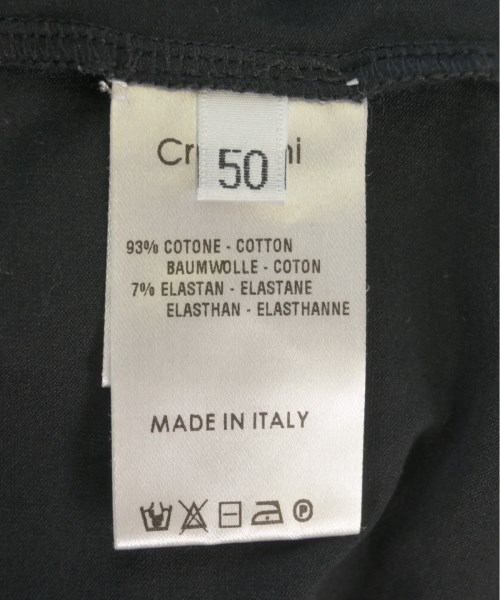 50
93% COTONE - COTTON
BAUMWOLLE - COTON
7% ELASTAN - ELASTANE
ELASTHAN - ELASTHANNE
MADE IN ITALY
P